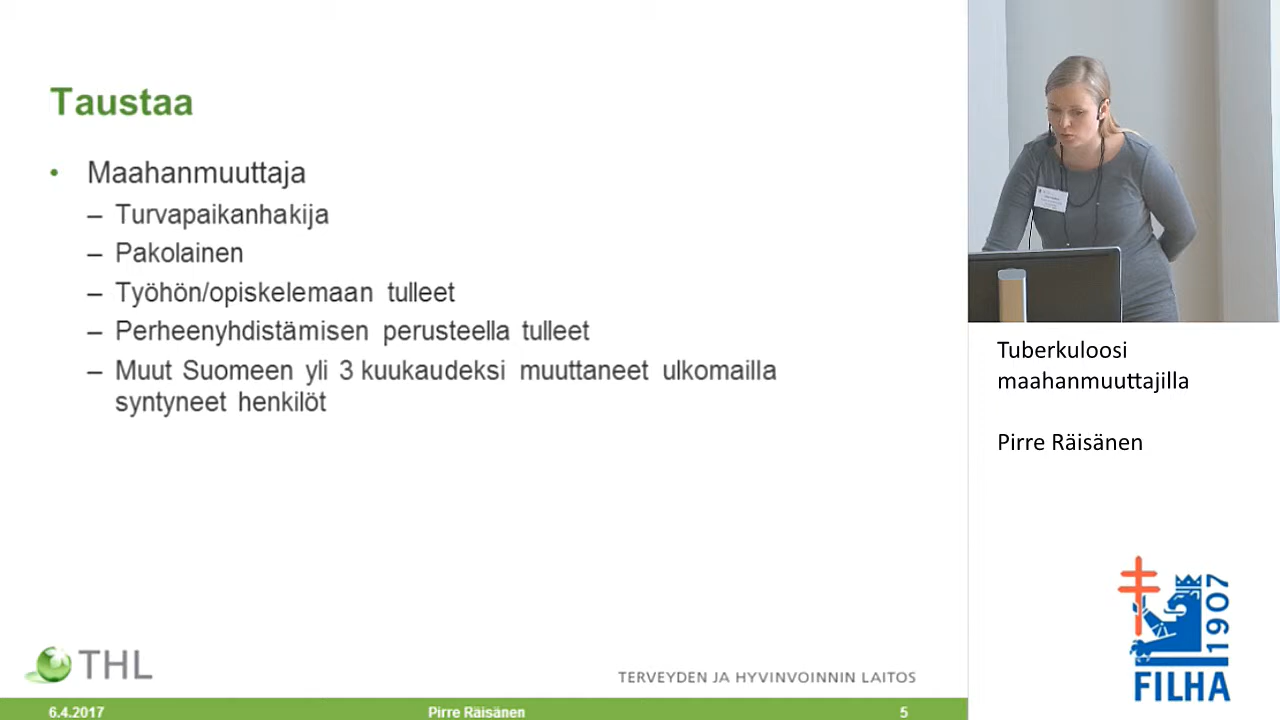 Taustaa
• Maahanmuuttaja
– Turvapaikanhakija
– Pakolainen
– Työhön/opiskelemaan tulleet
– Perheenyhdistämisen perusteella tulleet
– Muut Suomeen yli 3 kuukaudeksi muuttaneet ulkomailla
syntyneet henkilöt
THL
TERVEYDEN JA HYVINVOINNIN LAITOS
6.4.2017
Pirre Räisänen
5
Tuberkuloosi
maahanmuuttajilla
Pirre Räisänen
1907
FILHA